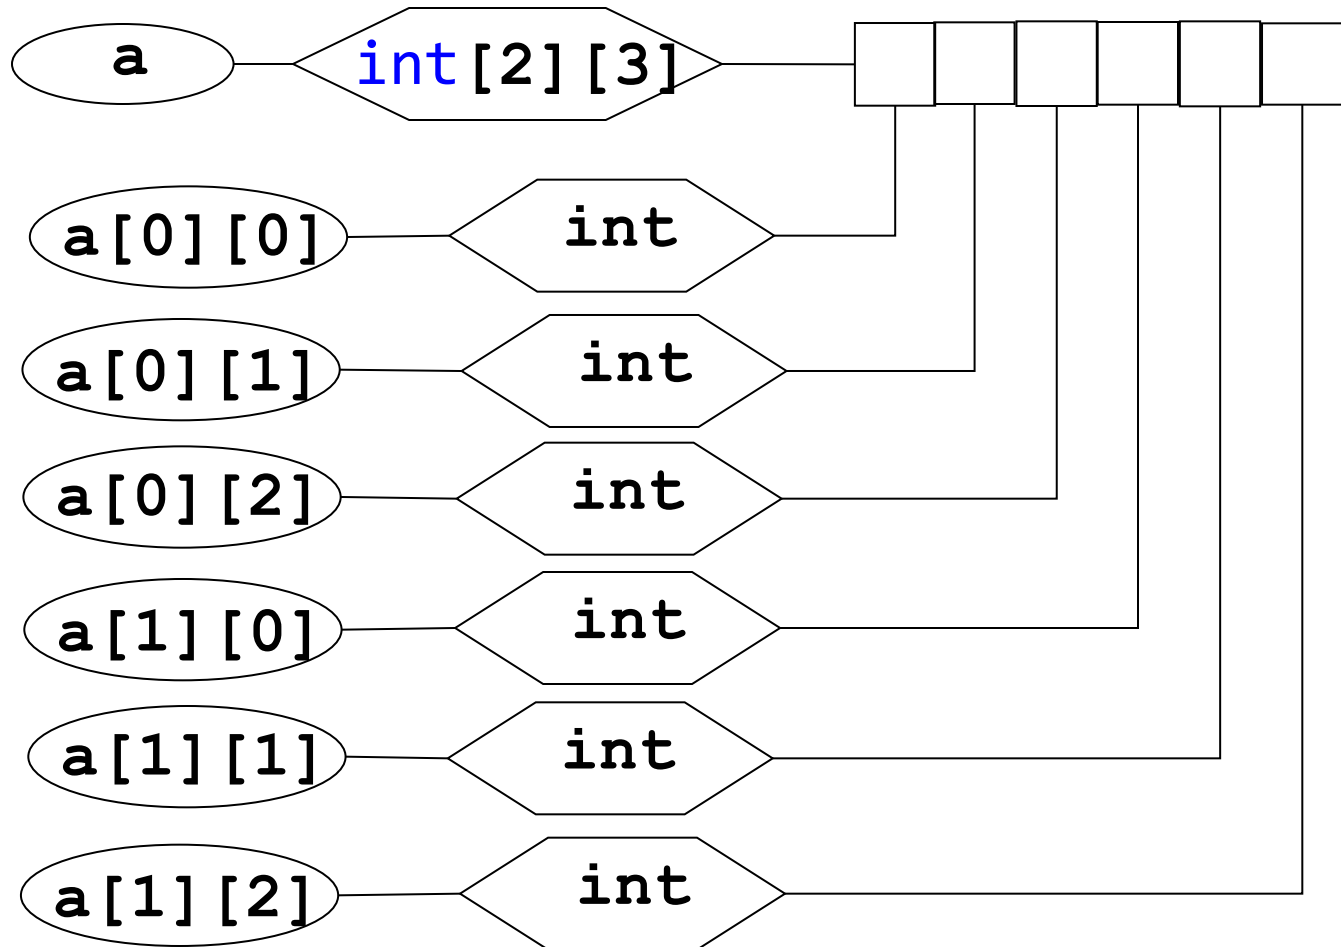 a int[2][3]
a[0][0] int
a[0][1] int
a[0][2] int
a[1][0] int
a[1][1] int
a[1][2] int